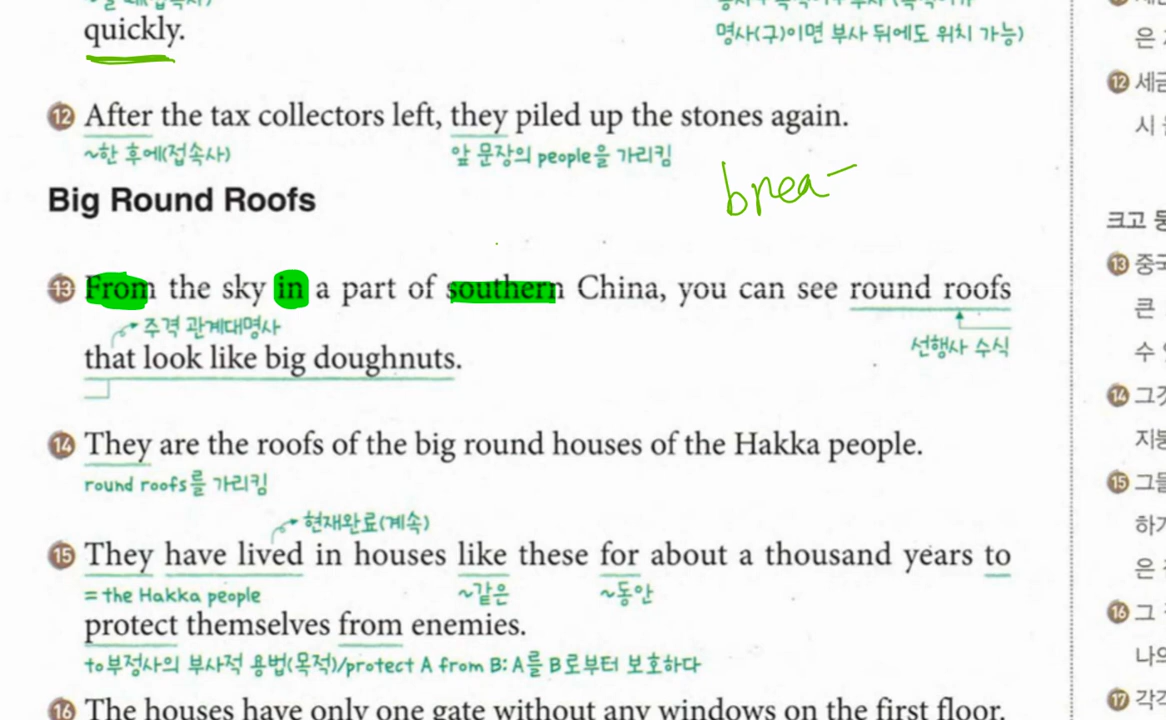 quickly.
명사(구)이면 부사 뒤에도 위치 가능)
12 After the tax collectors left, they piled up the stones again.
~한 후에(접속사)
앞 문장의 people을 가리킴
brea-
Big Round Roofs
13 From the sky in a part of southern China, you can see round roofs
주격 관계대명사
선행사 수식
that look like big doughnuts.
14 They are the roofs of the big round houses of the Hakka people.
round roofs를 가리킴
현재완료(계속)
15 They have lived in houses like these for about a thousand years to
= the Hakka people
~같은
~동안
protect themselves from enemies.
to부정사의 부사적 용법(목적)/protect A from B: A를 B로부터 보호하다
16 The houses have only one gate without any windows on the first floor.
은
12 세금
시
크고 둥
13 중국
큰
수
14 그것
지붕
15 그들
하기
은
16 그
나의
17 각각